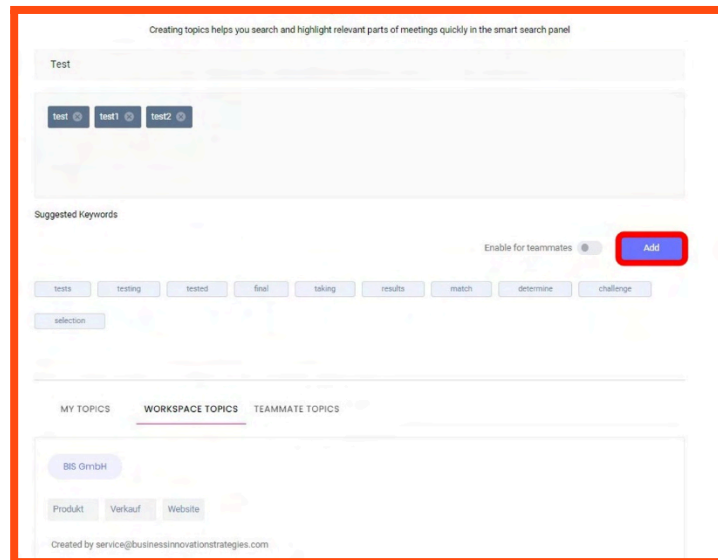 Creating topics helps you search and highlight relevant parts of meetings quickly in the smart search panel
Test
test test1 test2
Suggested Keywords
Enable for teammates Add
tests testing tested final taking results match determine challenge
selection
MY TOPICS WORKSPACE TOPICS TEAMMATE TOPICS
BIS GmbH
Produkt Verkauf Website
Created by service@businessinnovationstrategies.com